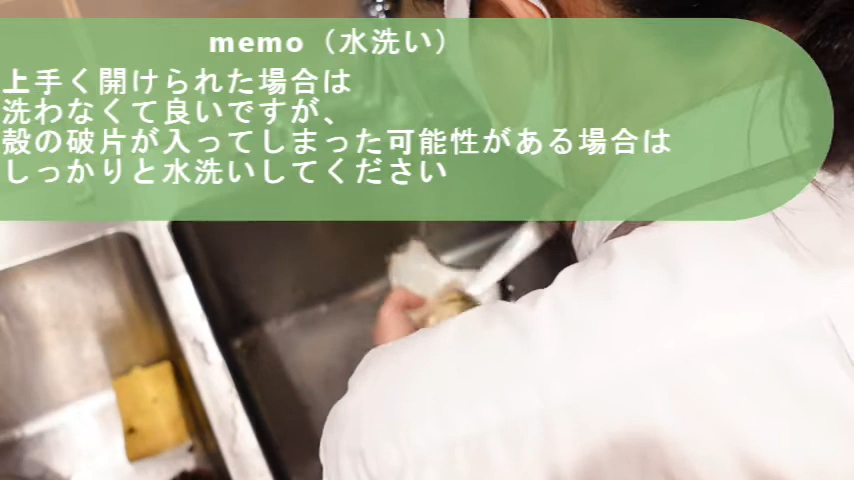 memo（水洗い）
上手く開けられた場合は
洗わなくて良いですが、
殻の破片が入ってしまった可能性がある場合は
しっかりと水洗いしてください